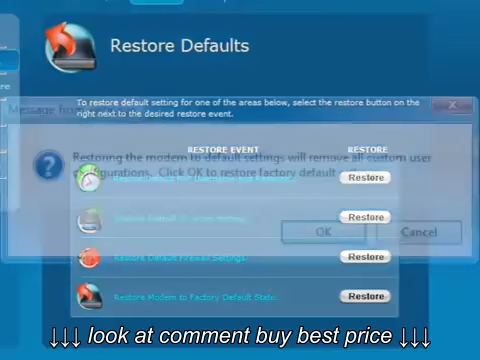 Restore Defaults
re
To restore default setting for one of the areas below, select the restore button on the
right next to the desired restore event.
Message from
Restoring the modem to default settings will remove all custom user
configurations. Click OK to restore factory default
RESTORE EVENT
RESTORE
Restore
Restore
OK
Cancel
Restore Default Firewall Settings.
Restore
Restore Modem to Factory Default State.
Restore
↓↓↓ look at comment buy best price ↓↓↓